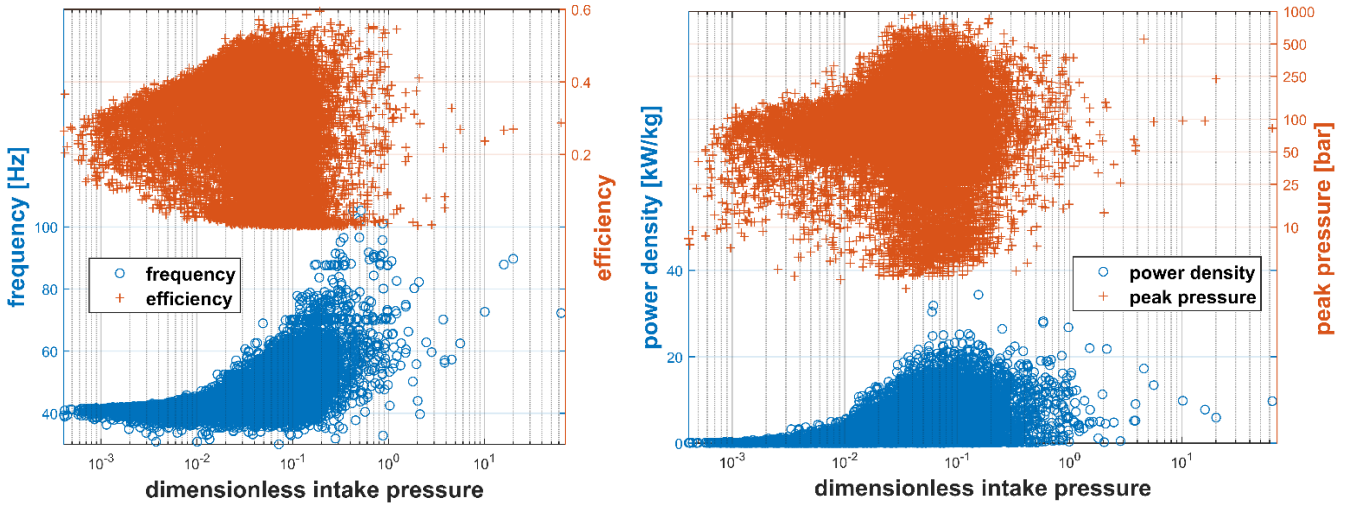 0.6
100
0.4
80
0.2
60
40
10^-3
10^-2
10^-1
10^0
10^1
frequency [Hz]
efficiency
dimensionless intake pressure
frequency
efficiency
1000
500
250
100
50
40
25
10
20
0
10^-3
10^-2
10^-1
10^0
10^1
power density [kW/kg]
peak pressure [bar]
dimensionless intake pressure
power density
peak pressure